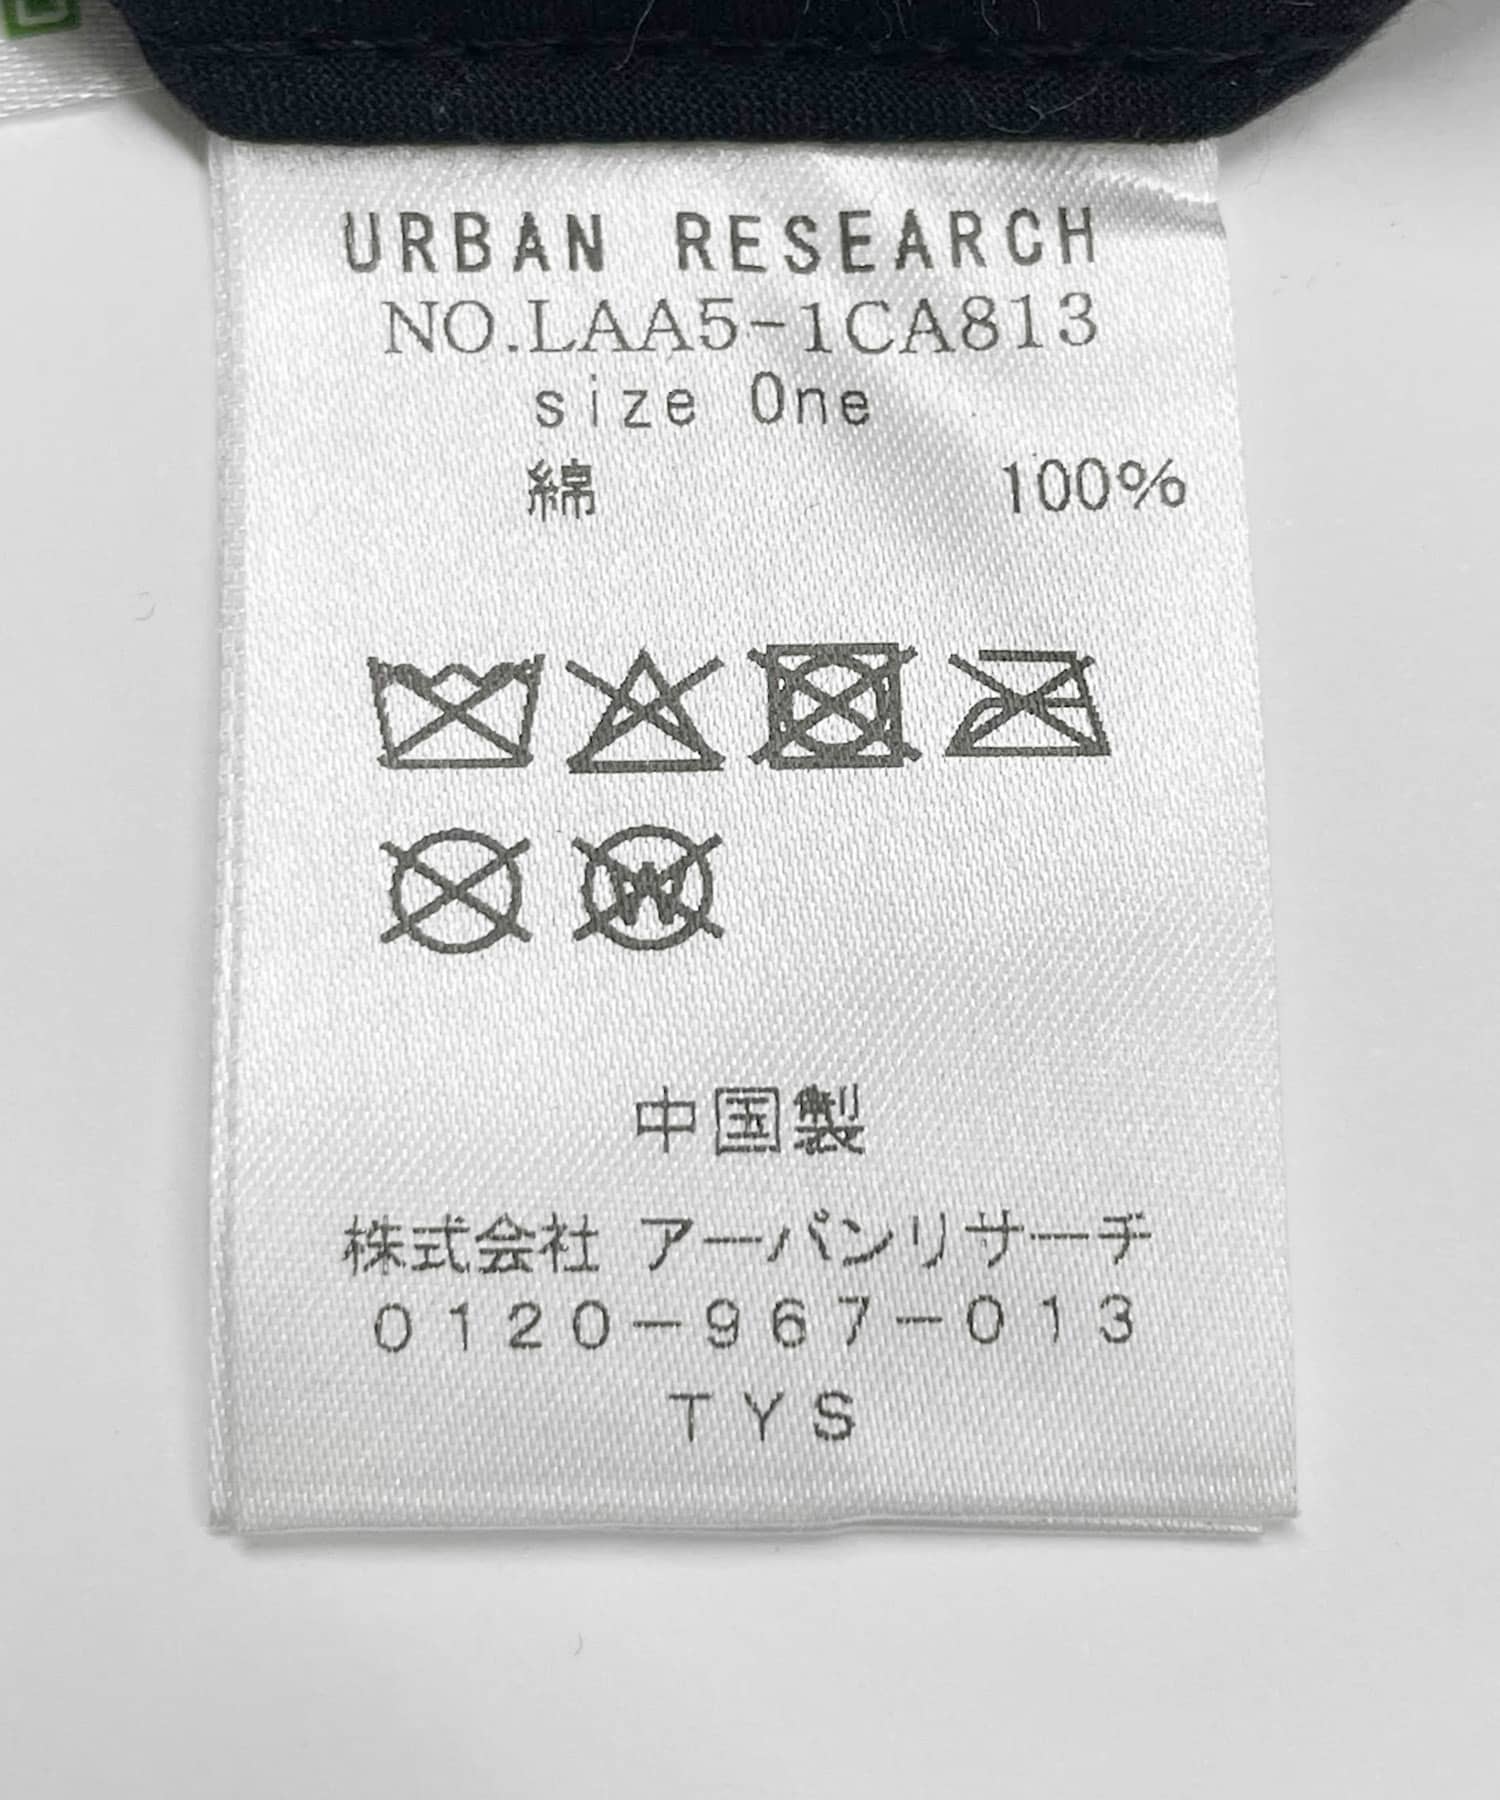 URBAN RESEARCH
NO.LAA5-1CA813
size One
綿 100%
W
中国製
株式会社 アーバンリサーチ
0120-967-013
TYS